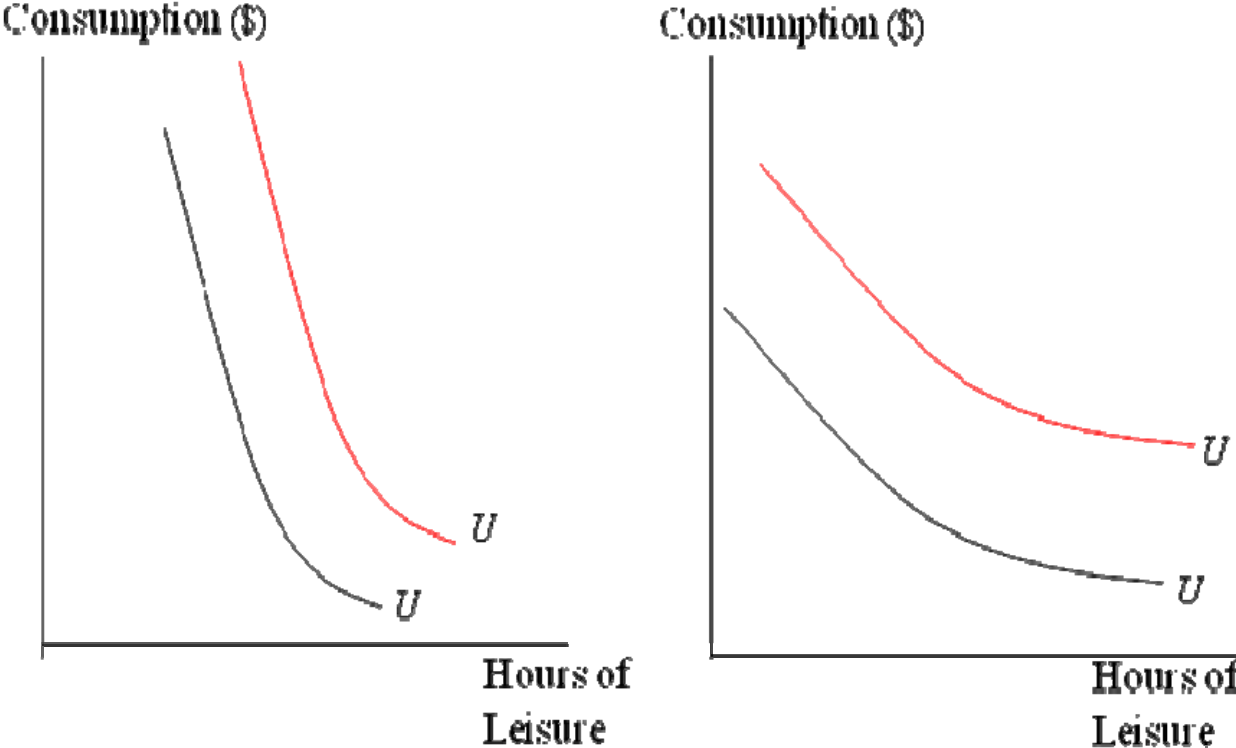 Consumption ($)
U
U
Hours of
Leisure
Consumption ($)
U
U
Hours of
Leisure